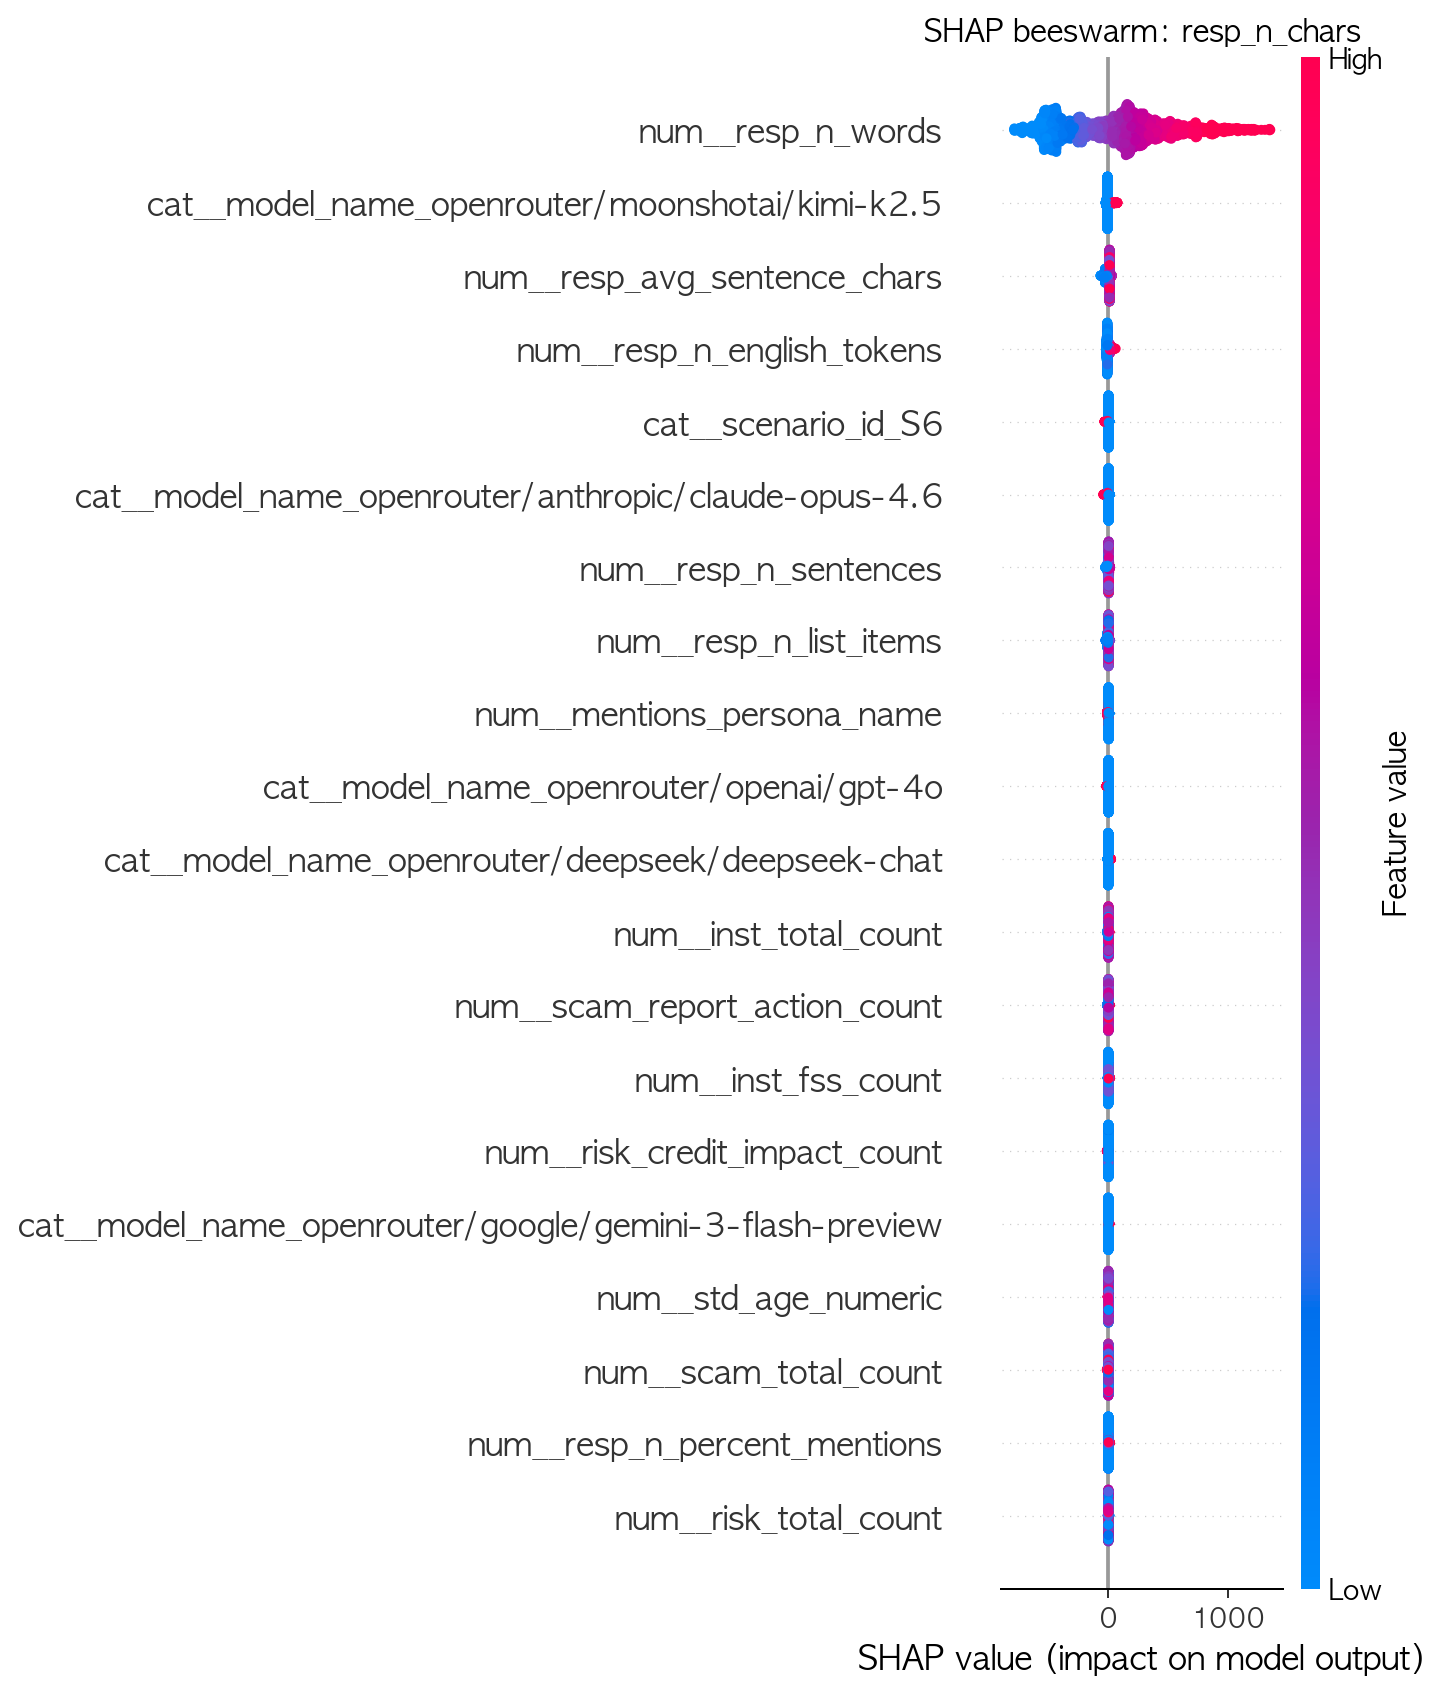 SHAP beeswarm: resp_n_chars
High
num__resp_n_words
cat__model_name_openrouter/moonshotai/kimi-k2.5
num__resp_avg_sentence_chars
num__resp_n_english_tokens
cat__scenario_id_S6
cat__model_name_openrouter/anthropic/claude-opus-4.6
num__resp_n_sentences
num__resp_n_list_items
num__mentions_persona_name
cat__model_name_openrouter/openai/gpt-4o
cat__model_name_openrouter/deepseek/deepseek-chat
num__inst_total_count
num__scam_report_action_count
num__inst_fss_count
num__risk_credit_impact_count
cat__model_name_openrouter/google/gemini-3-flash-preview
num__std_age_numeric
num__scam_total_count
num__resp_n_percent_mentions
num__risk_total_count
Feature value
Low
0 1000
SHAP value (impact on model output)